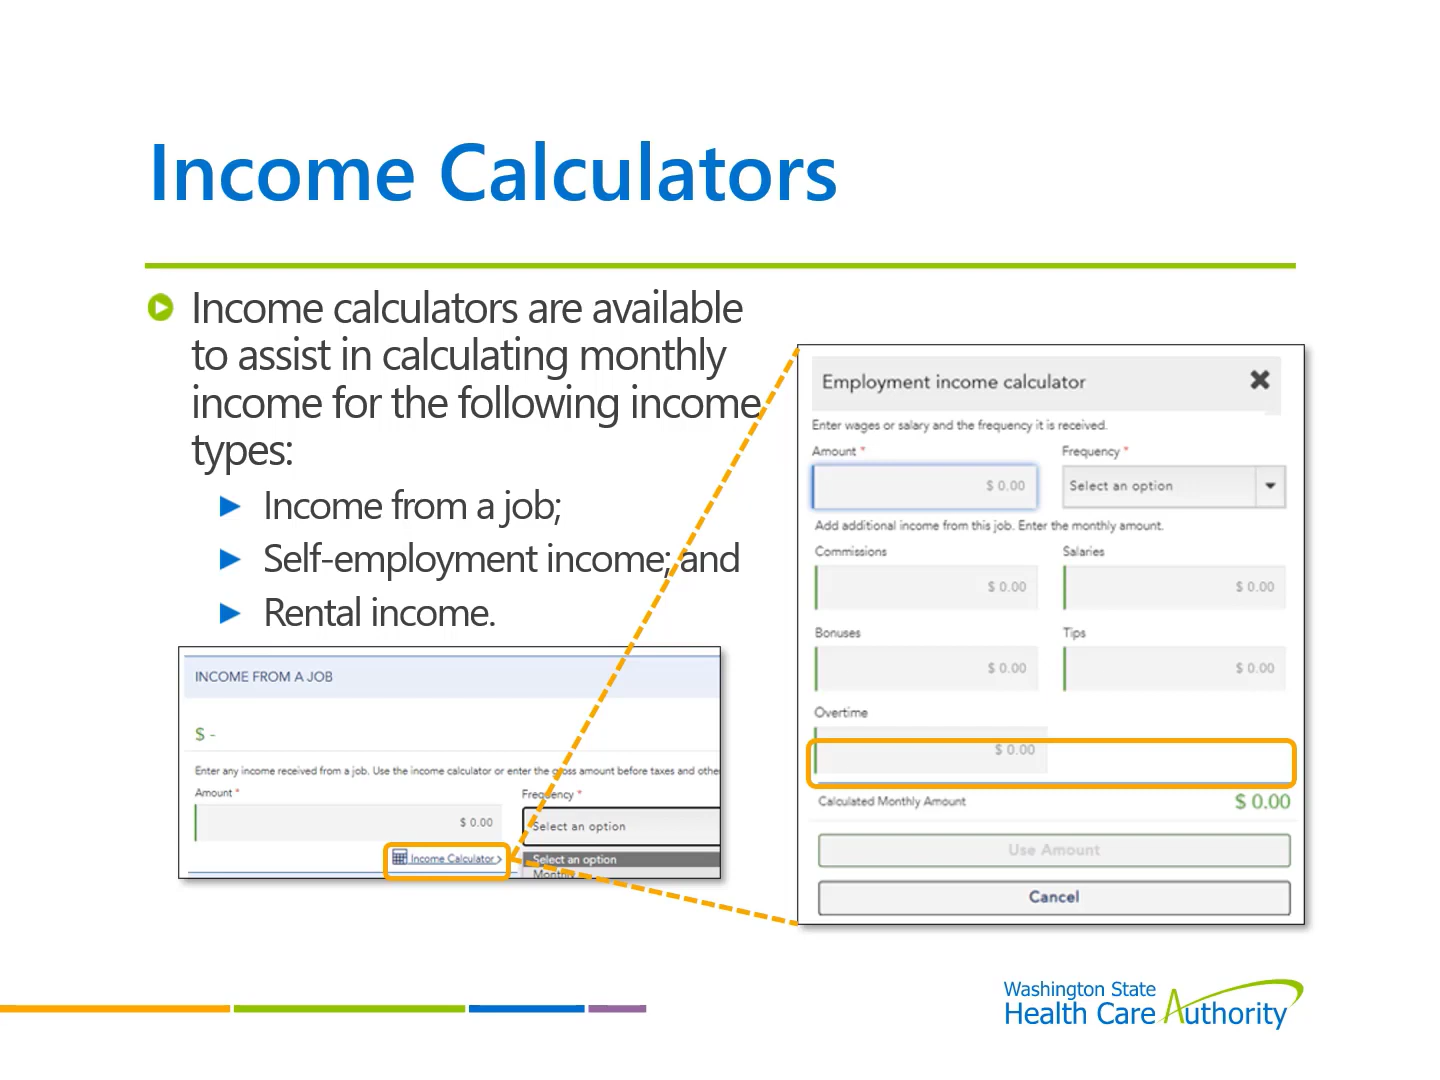 Income Calculators
Income calculators are available
to assist in calculating monthly
income for the following income
types:
Income from a job;
Self-employment income; and
Rental income.
INCOME FROM A JOB
$ -
Enter any income received from a job. Use the income calculator or enter the gross amount before taxes and othe
Amount *
Frequency *
$ 0.00
Select an option
Income Calculator >
Select an option
Monthly
Employment income calculator
Enter wages or salary and the frequency it is received.
Amount *
Frequency *
$ 0.00
Select an option
Add additional income from this job. Enter the monthly amount.
Commissions
Salaries
$ 0.00
$ 0.00
Bonuses
Tips
$ 0.00
$ 0.00
Overtime
$ 0.00
Calculated Monthly Amount
$ 0.00
Use Amount
Cancel
Washington State
Health Care Authority